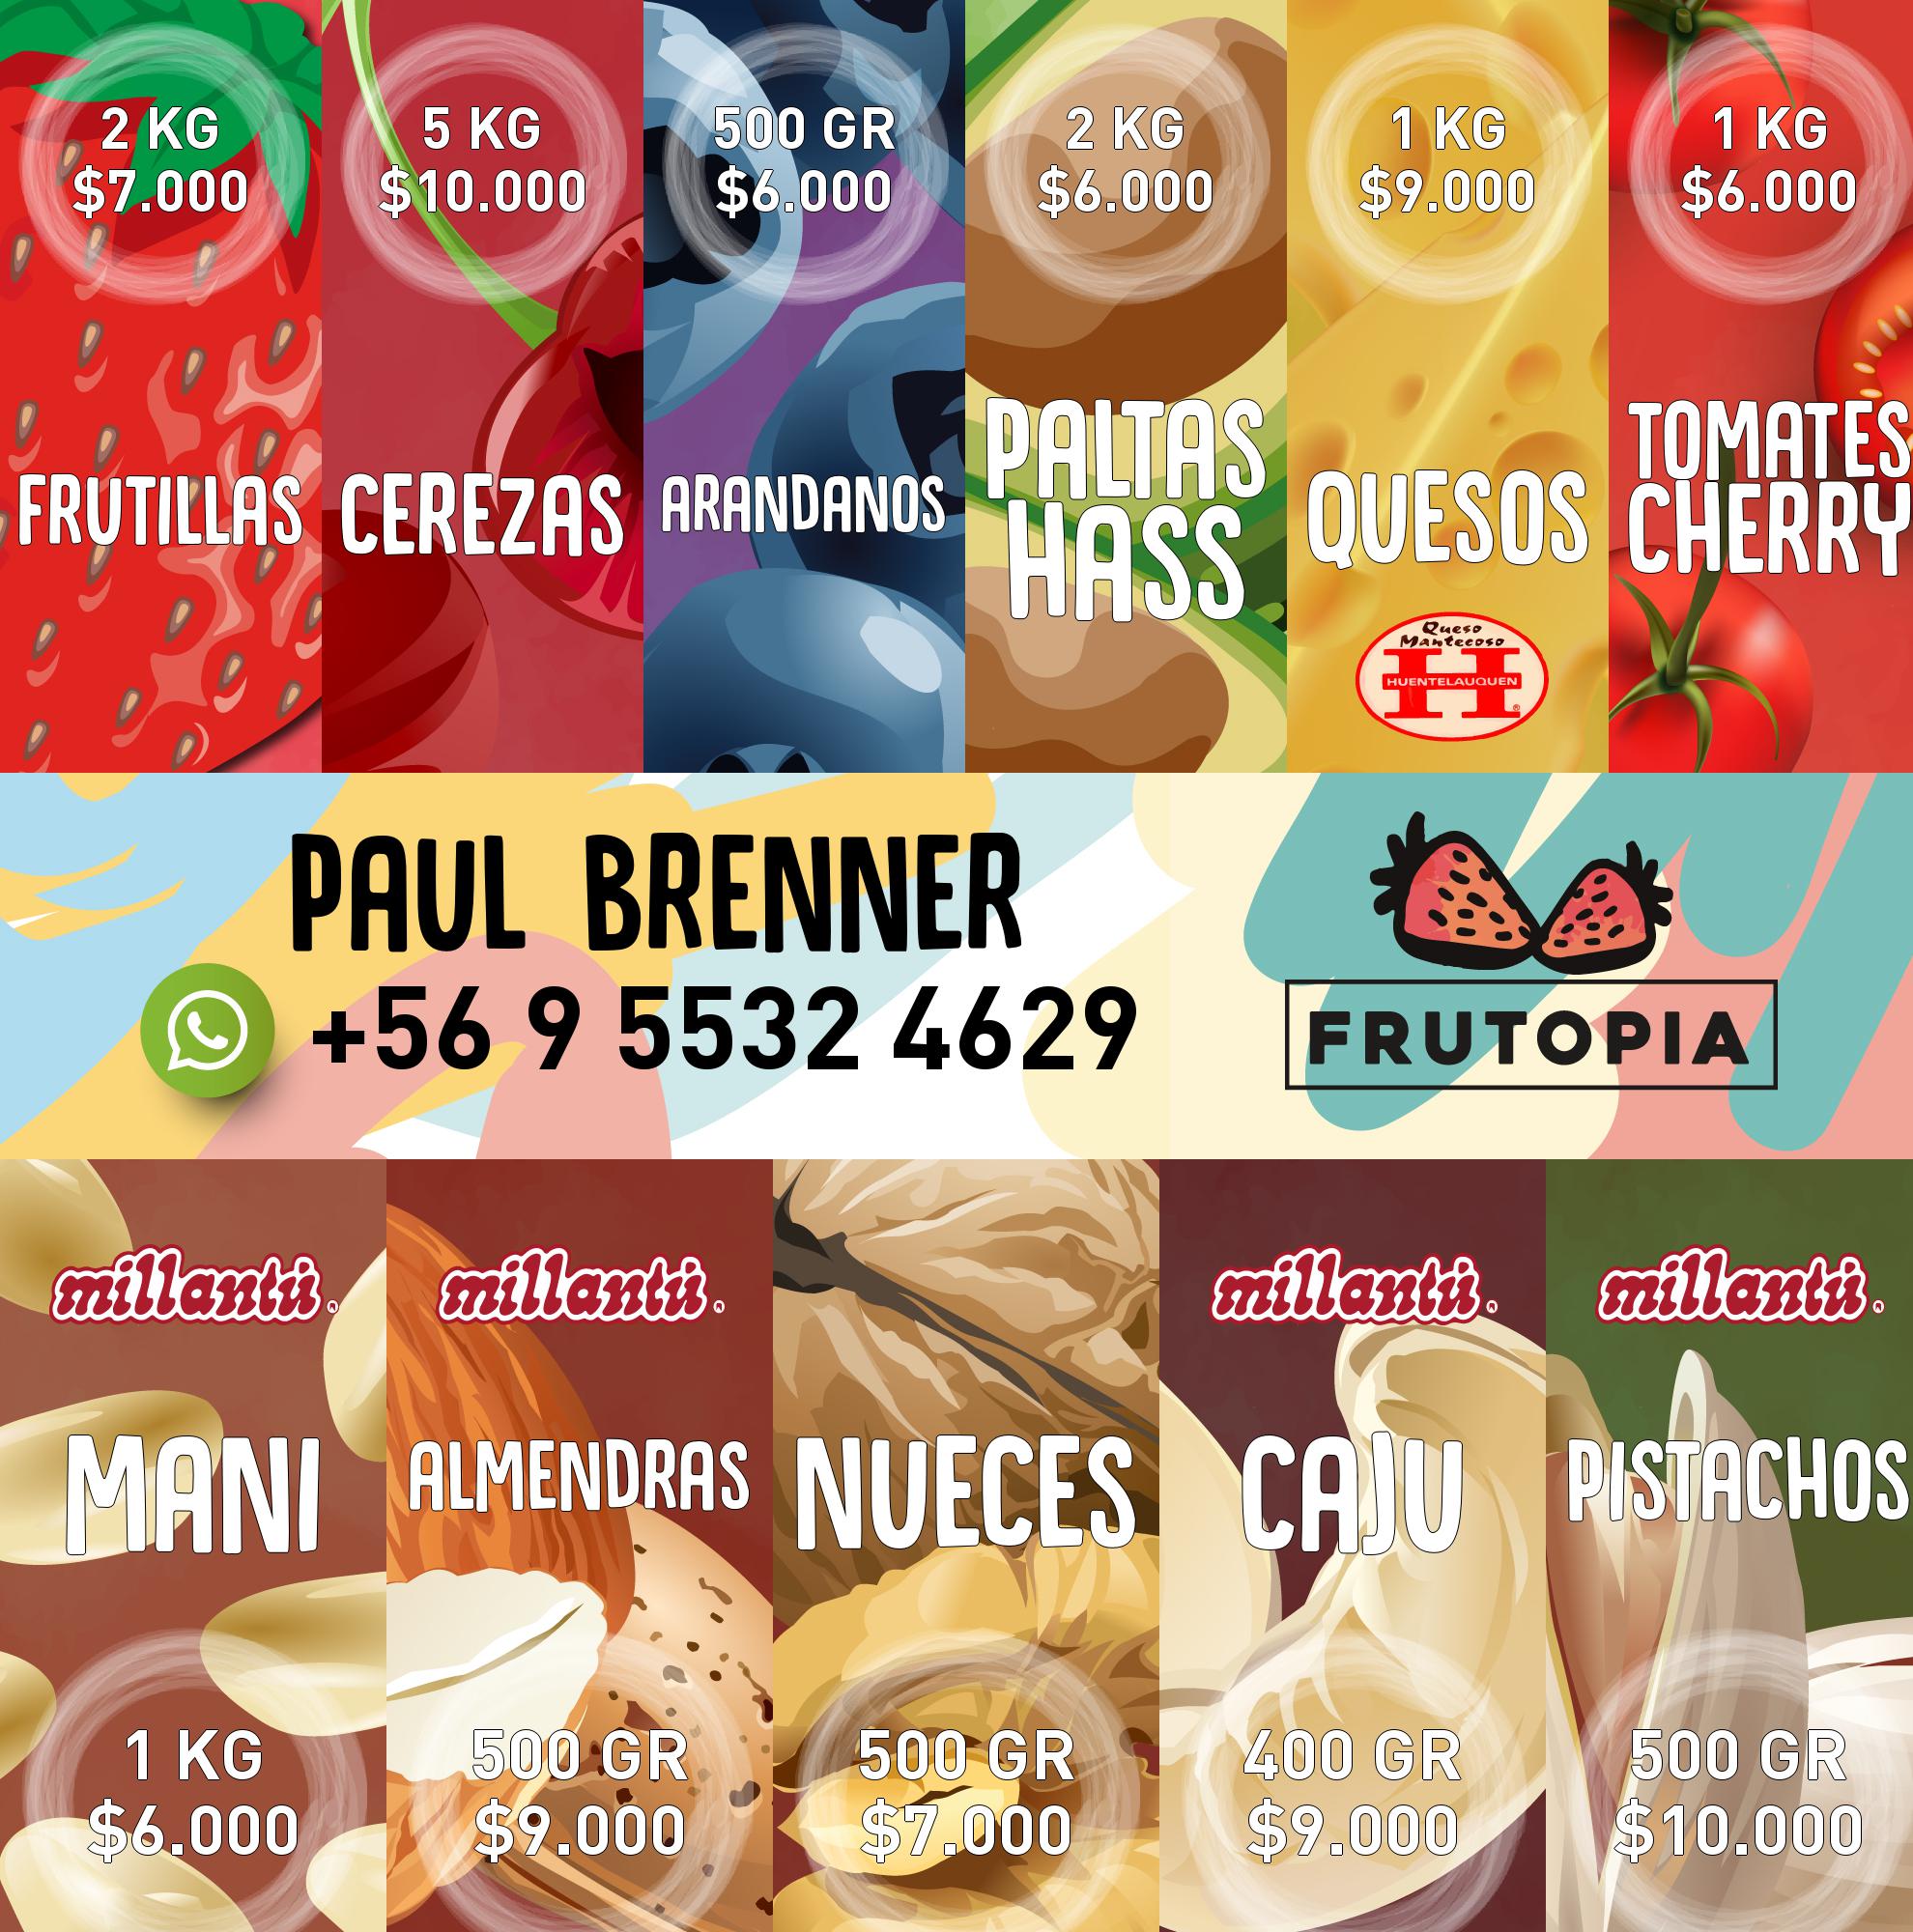 2 KG
$7.000
FRUTILLAS
5 KG
$10.000
CEREZAS
500 GR
$6.000
ARANDANOS
2 KG
$6.000
PALTAS
HASS
1 KG
$9.000
QUESOS
Queso
Mantecoso
H
HUENTELAUQUEN
®
1 KG
$6.000
TOMATES
CHERRY
PAUL BRENNER
+56 9 5532 4629
FRUTOPIA
millantú®
MANI
1 KG
$6.000
millantú®
ALMENDRAS
500 GR
$9.000
NUECES
500 GR
$7.000
millantú®
CAJU
400 GR
$9.000
millantú®
PISTACHOS
500 GR
$10.000